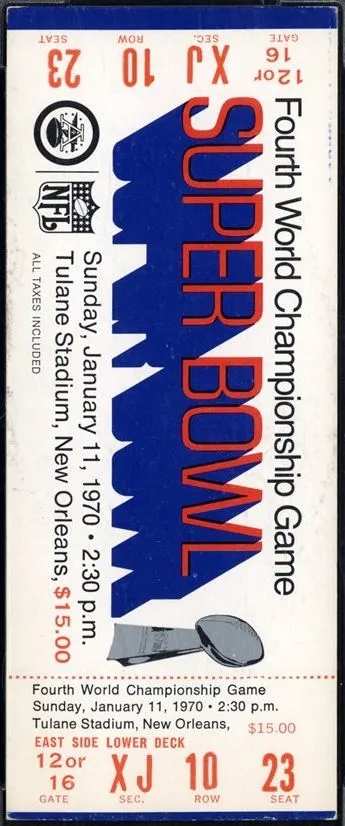 SEAT ROW SEC. GATE
23 10 XJ 12 or 16
Fourth World Championship Game
SUPER BOWL
Sunday, January 11, 1970 • 2:30 p.m.
Tulane Stadium, New Orleans, $15.00
ALL TAXES INCLUDED
NFL
Fourth World Championship Game
Sunday, January 11, 1970 • 2:30 p.m.
Tulane Stadium, New Orleans, $15.00
EAST SIDE LOWER DECK
12 or 16 XJ 10 23
GATE SEC. ROW SEAT